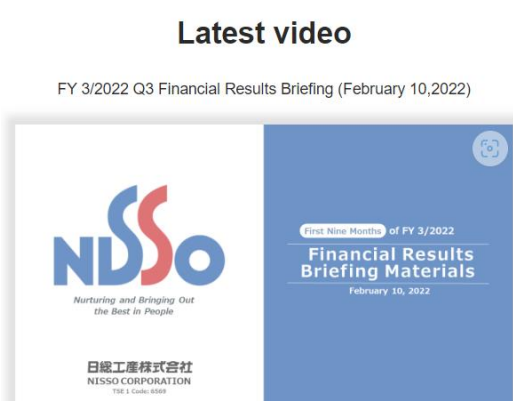 Latest video
FY 3/2022 Q3 Financial Results Briefing (February 10,2022)
NISSO
Nurturing and Bringing Out
the Best in People
日総工産株式会社
NISSO CORPORATION
TSE 1 Code: 6569
First Nine Months of FY 3/2022
Financial Results
Briefing Materials
February 10, 2022